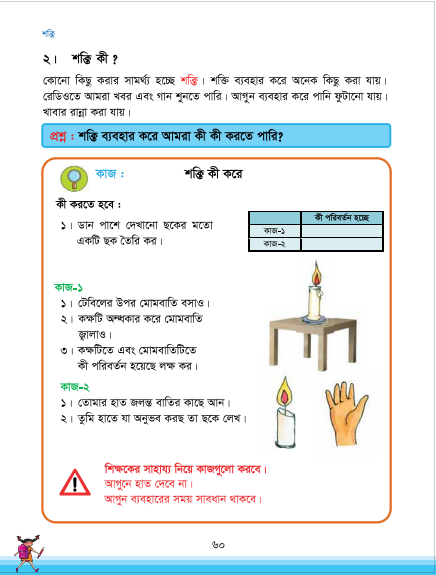 শক্তি
২। শক্তি কী ?
কোনো কিছু করার সামর্থ্য হচ্ছে শক্তি। শক্তি ব্যবহার করে অনেক কিছু করা যায়।
রেডিওতে আমরা খবর এবং গান শুনতে পারি। আগুন ব্যবহার করে পানি ফুটানো যায়।
খাবার রান্না করা যায়।
প্রশ্ন : শক্তি ব্যবহার করে আমরা কী কী করতে পারি?
কাজ : শক্তি কী করে
কী করতে হবে :
১। ডান পাশে দেখানো ছকের মতো
একটি ছক তৈরি কর।
কী পরিবর্তন হচ্ছে
কাজ-১
কাজ-২
কাজ-১
১। টেবিলের উপর মোমবাতি বসাও।
২। কক্ষটি অন্ধকার করে মোমবাতি
জ্বালাও।
৩। কক্ষটিতে এবং মোমবাতিটিতে
কী পরিবর্তন হয়েছে লক্ষ কর।
কাজ-২
১। তোমার হাত জলন্ত বাতির কাছে আন।
২। তুমি হাতে যা অনুভব করছ তা ছকে লেখ।
শিক্ষকের সাহায্য নিয়ে কাজগুলো করবে।
আগুনে হাত দেবে না।
আগুন ব্যবহারের সময় সাবধান থাকবে।
৬০